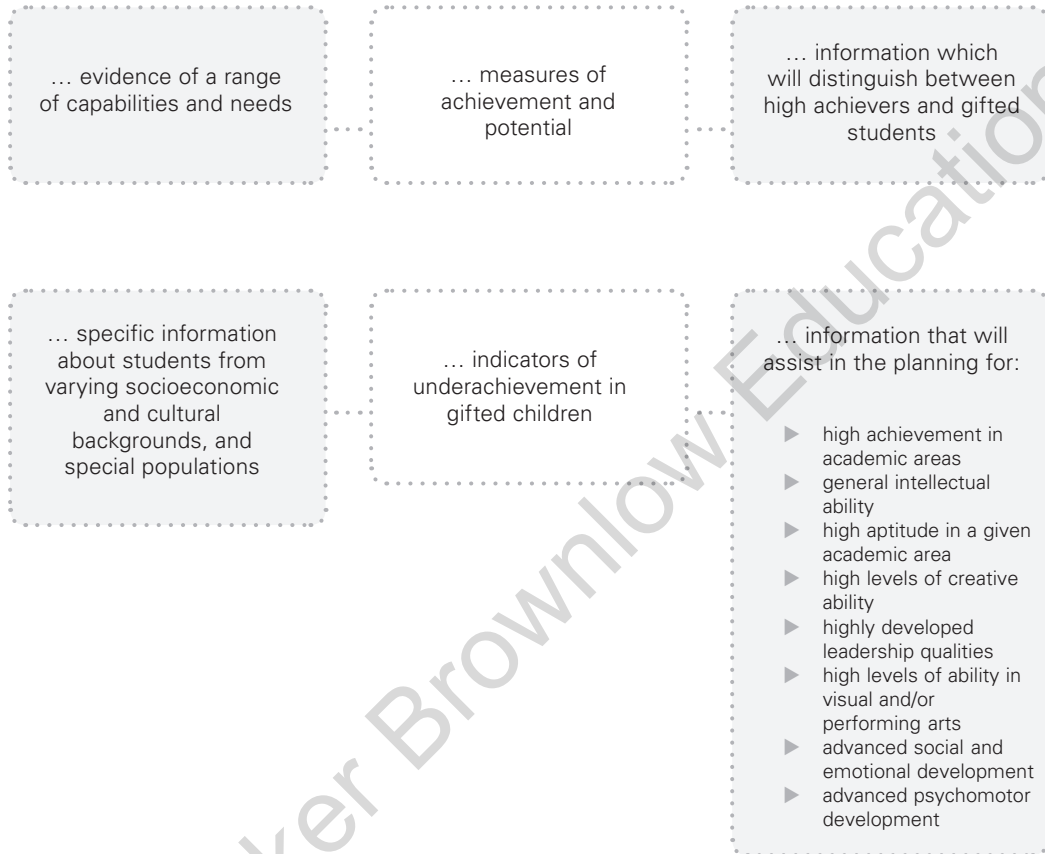 … evidence of a range
of capabilities and needs
… measures of
achievement and
potential
… information which
will distinguish between
high achievers and gifted
students
… specific information
about students from
varying socioeconomic
and cultural
backgrounds, and
special populations
… indicators of
underachievement in
gifted children
… information that will
assist in the planning for:
▶ high achievement in
academic areas
▶ general intellectual
ability
▶ high aptitude in a given
academic area
▶ high levels of creative
ability
▶ highly developed
leadership qualities
▶ high levels of ability in
visual and/or
performing arts
▶ advanced social and
emotional development
▶ advanced psychomotor
development
Brownlow Education